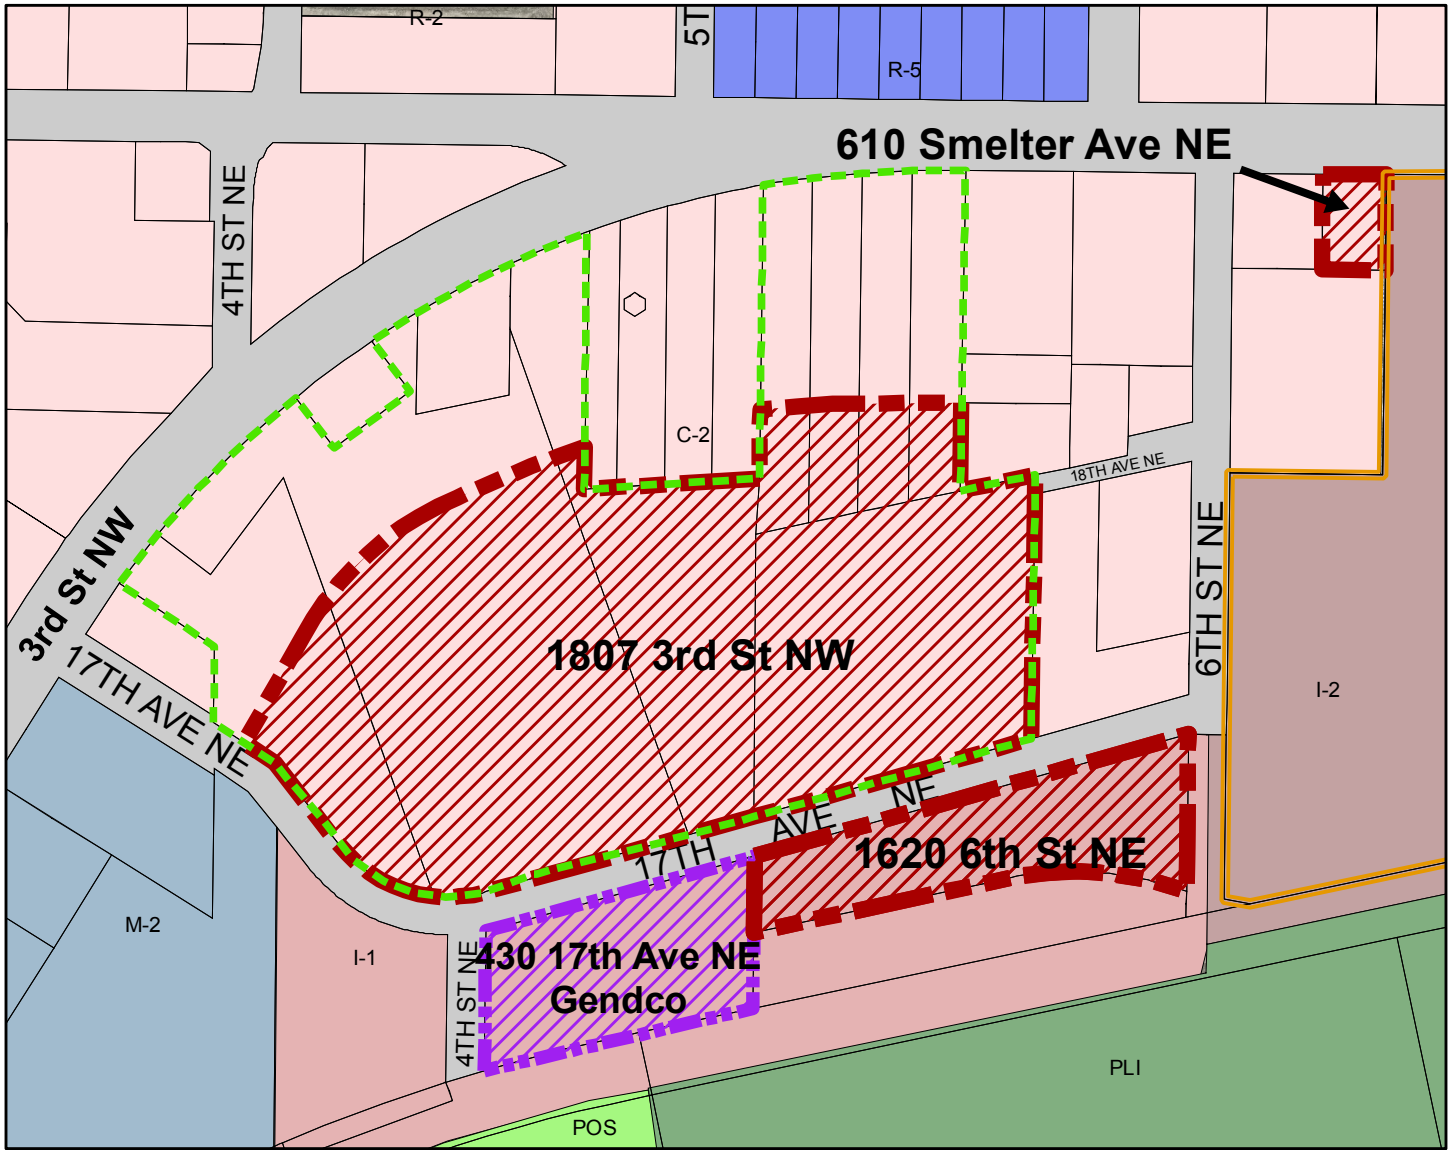 R-2
5T
R-5
610 Smelter Ave NE
4TH ST NE
C-2
18TH AVE NE
3rd St NW
6TH ST NE
1807 3rd St NW
17TH AVE NE
I-2
17TH AVE NE
1620 6th St NE
M-2
I-1
4TH ST NE
430 17th Ave NE
Gendco
PLI
POS